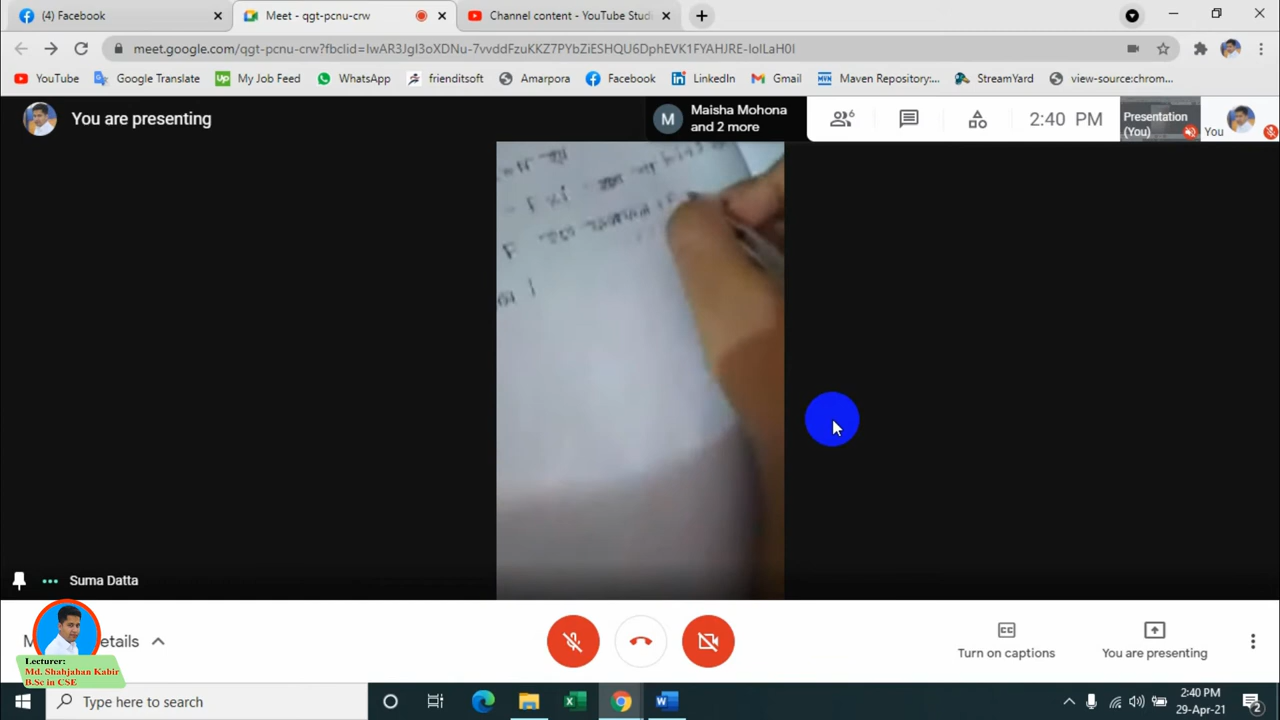 (4) Facebook
Meet - qgt-pcnu-crw
Channel content - YouTube Stud
meet.google.com/qgt-pcnu-crw?fbclid=IwAR3JgI3oXDNu-7vvddFzuKKZ7PYbZiESHQU6DphEVK1FYAHJRE-IoILaH0I
YouTube
Google Translate
My Job Feed
WhatsApp
frienditsoft
Amarpora
Facebook
LinkedIn
Gmail
Maven Repository:...
StreamYard
view-source:chrom...
You are presenting
M
Maisha Mohona
and 2 more
6
2:40 PM
Presentation
(You)
You
Suma Datta
M
etails
Turn on captions
You are presenting
Lecturer:
Md. Shahjahan Kabir
B.Sc in CSE
Type here to search
2:40 PM
29-Apr-21
2